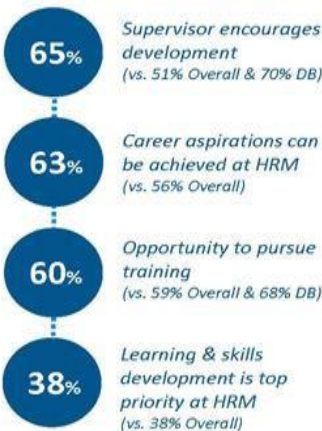 65%
Supervisor encourages
development
(vs. 51% Overall & 70% DB)
63%
Career aspirations can
be achieved at HRM
(vs. 56% Overall)
60%
Opportunity to pursue
training
(vs. 59% Overall & 68% DB)
38%
Learning & skills
development is top
priority at HRM
(vs. 38% Overall)